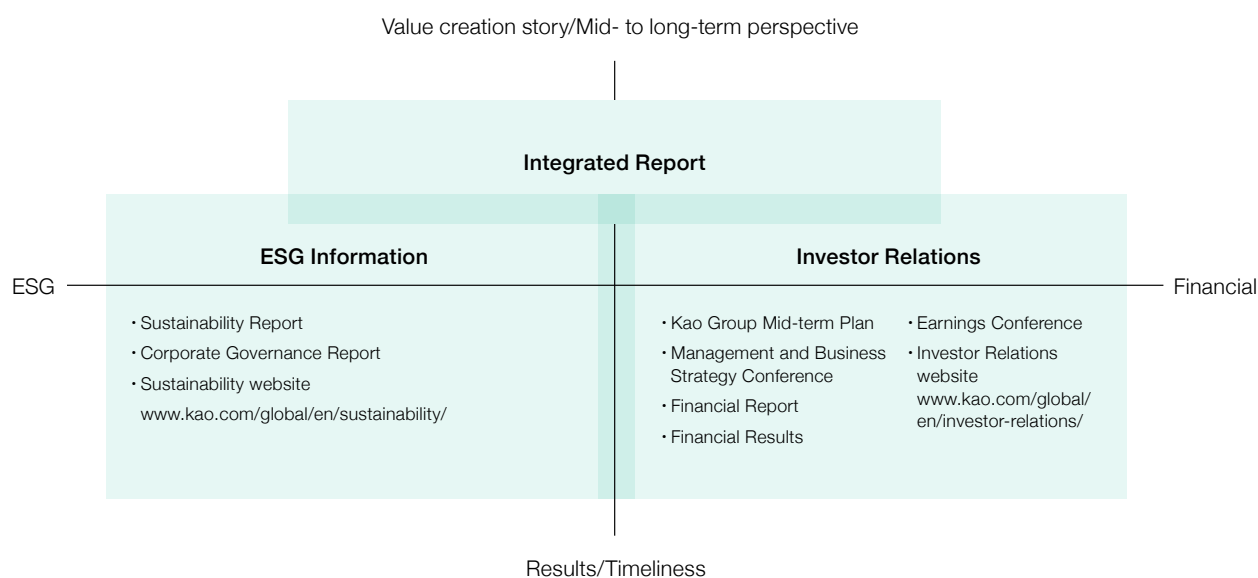 Value creation story/Mid- to long-term perspective
Integrated Report
ESG Information
Investor Relations
ESG
Financial
・Sustainability Report
・Corporate Governance Report
・Sustainability website
www.kao.com/global/en/sustainability/
・Kao Group Mid-term Plan
・Management and Business
Strategy Conference
・Financial Report
・Financial Results
・Earnings Conference
・Investor Relations
website
www.kao.com/global/
en/investor-relations/
Results/Timeliness